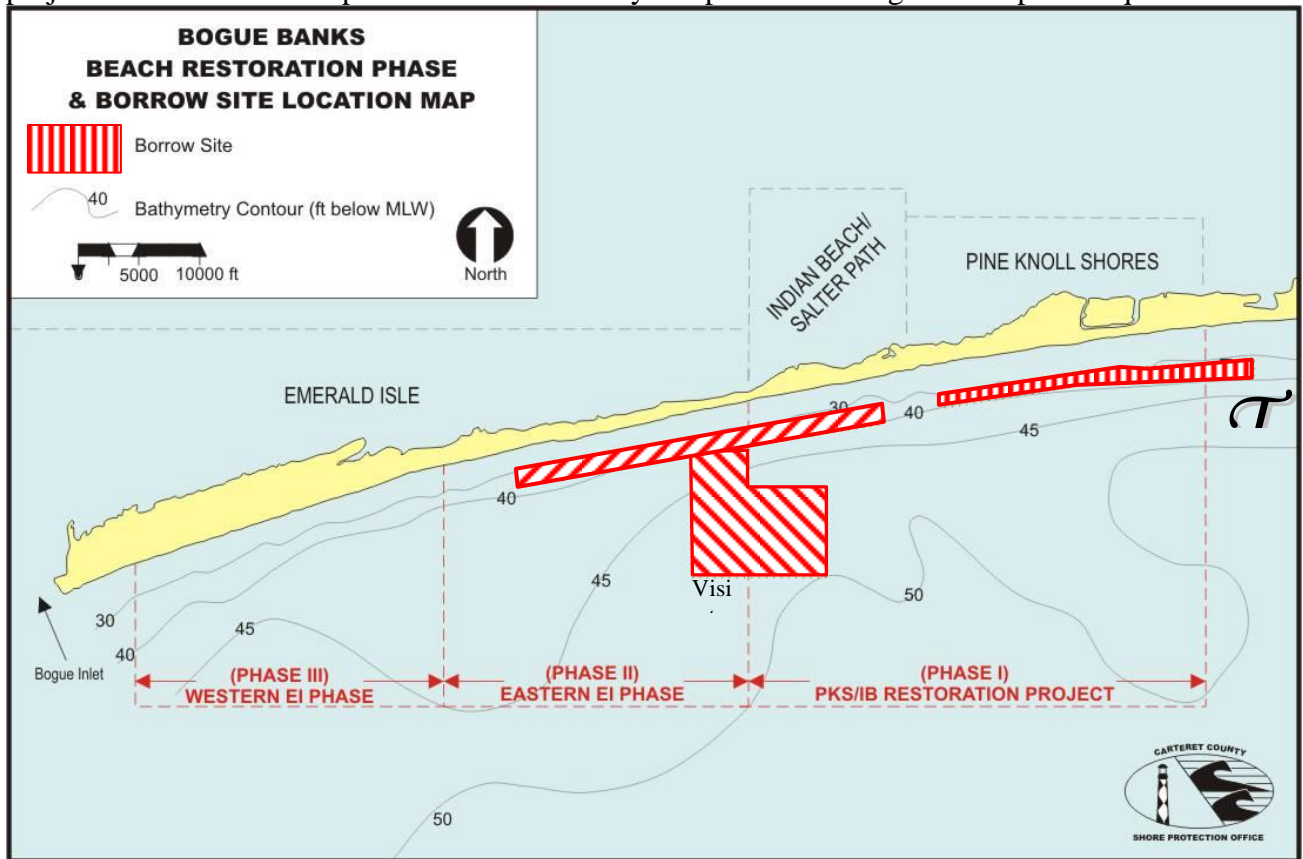 BOGUE BANKS
BEACH RESTORATION PHASE
& BORROW SITE LOCATION MAP
Borrow Site
40
Bathymetry Contour (ft below MLW)
5000 10000 ft
North
INDIAN BEACH/
SALTER PATH
PINE KNOLL SHORES
EMERALD ISLE
30
40
45
T
40
45
Visi
50
30
40
45
Bogue Inlet
(PHASE III)
WESTERN EI PHASE
(PHASE II)
EASTERN EI PHASE
(PHASE I)
PKS/IB RESTORATION PROJECT
50
CARTERET COUNTY
SHORE PROTECTION OFFICE